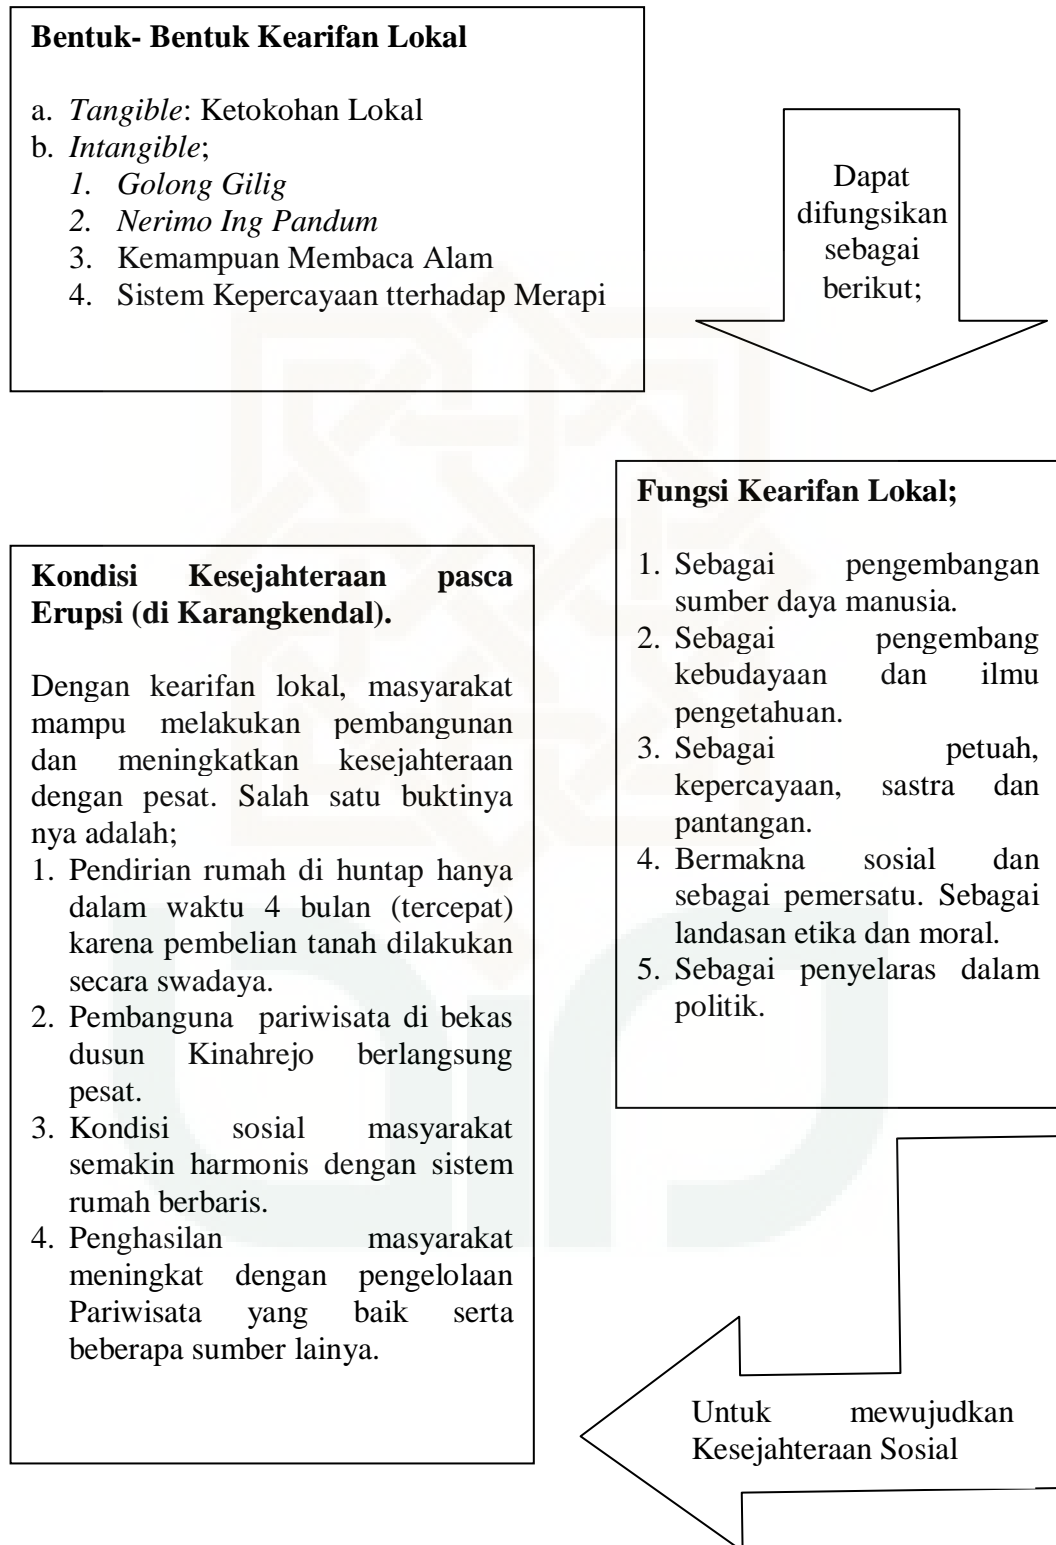 Bentuk- Bentuk Kearifan Lokal
a. Tangible: Ketokohan Lokal
b. Intangible;
1. Golong Gilig
2. Nerimo Ing Pandum
3. Kemampuan Membaca Alam
4. Sistem Kepercayaan tterhadap Merapi
Dapat
difungsikan
sebagai
berikut;
Fungsi Kearifan Lokal;
1. Sebagai pengembangan
sumber daya manusia.
2. Sebagai pengembang
kebudayaan dan ilmu
pengetahuan.
3. Sebagai petuah,
kepercayaan, sastra dan
pantangan.
4. Bermakna sosial dan
sebagai pemersatu. Sebagai
landasan etika dan moral.
5. Sebagai penyelaras dalam
politik.
Untuk mewujudkan
Kesejahteraan Sosial
Kondisi Kesejahteraan pasca
Erupsi (di Karangkendal).
Dengan kearifan lokal, masyarakat
mampu melakukan pembangunan
dan meningkatkan kesejahteraan
dengan pesat. Salah satu buktinya
nya adalah;
1. Pendirian rumah di huntap hanya
dalam waktu 4 bulan (tercepat)
karena pembelian tanah dilakukan
secara swadaya.
2. Pembanguna pariwisata di bekas
dusun Kinahrejo berlangsung
pesat.
3. Kondisi sosial masyarakat
semakin harmonis dengan sistem
rumah berbaris.
4. Penghasilan masyarakat
meningkat dengan pengelolaan
Pariwisata yang baik serta
beberapa sumber lainya.